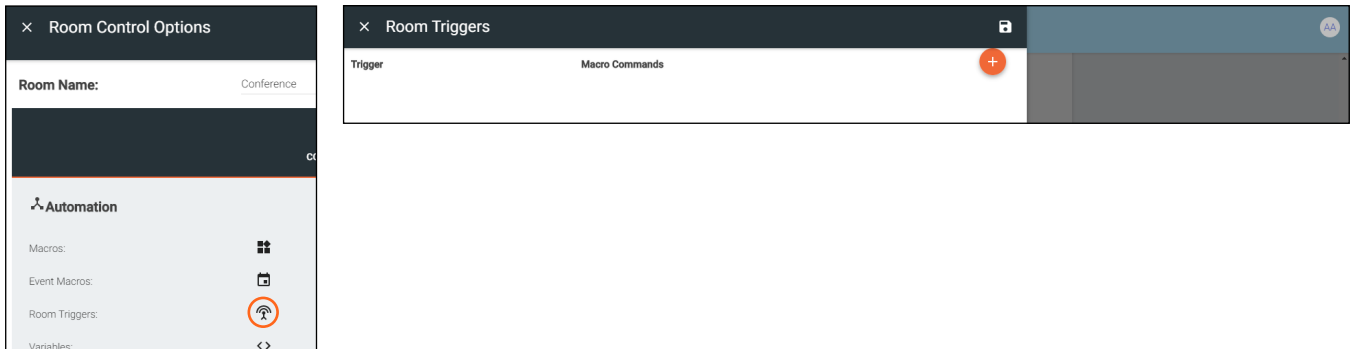 × Room Control Options
Room Name: Conference
Automation
Macros:
Event Macros:
Room Triggers:
Variables:
× Room Triggers
AA
Trigger Macro Commands